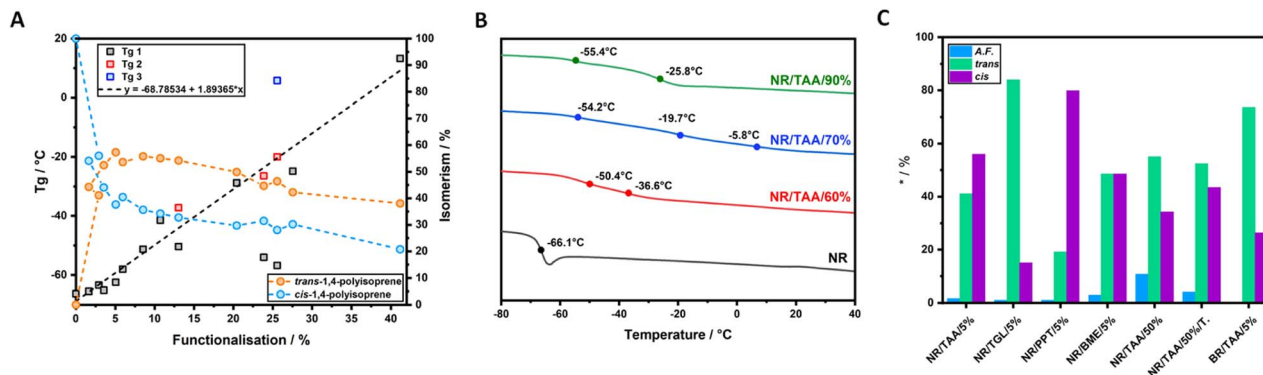 A
Tg 1
Tg 2
Tg 3
y = -68.78534 + 1.89365*x
20
0
-20
-40
-60
Tg / °C
100
90
80
70
60
50
40
30
20
10
0
Isomerism / %
trans-1,4-polyisoprene
cis-1,4-polyisoprene
0 5 10 15 20 25 30 35 40
Functionalisation / %
B
-55.4°C
-25.8°C
NR/TAA/90%
-54.2°C
-19.7°C
-5.8°C
NR/TAA/70%
-50.4°C
-36.6°C
NR/TAA/60%
-66.1°C
NR
-80 -60 -40 -20 0 20 40
Temperature / °C
C
A.F.
trans
cis
100
80
60
40
20
0
* / %
NR/TAA/5%
NR/TGL/5%
NR/PPT/5%
NR/BME/5%
NR/TAA/50%
NR/TAA/50%/T.
BR/TAA/5%